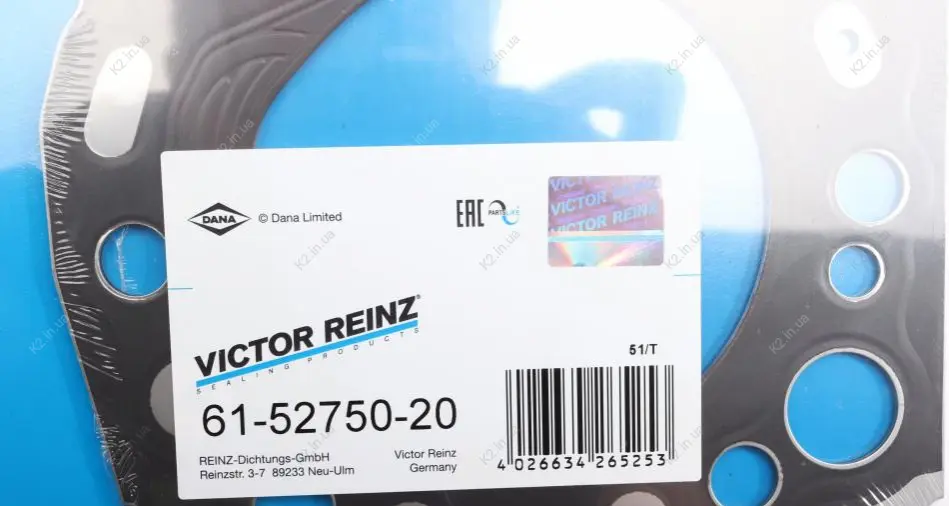 DANA
© Dana Limited
EAC
PARTSLIFE
VICTOR REINZ
VICTOR REINZ
VICTOR REINZ®
SEALING PRODUCTS
51/T
61-52750-20
REINZ-Dichtungs-GmbH
Reinzstr. 3-7 89233 Neu-Ulm
Victor Reinz
Germany
4 026634 265253
K2.in.ua